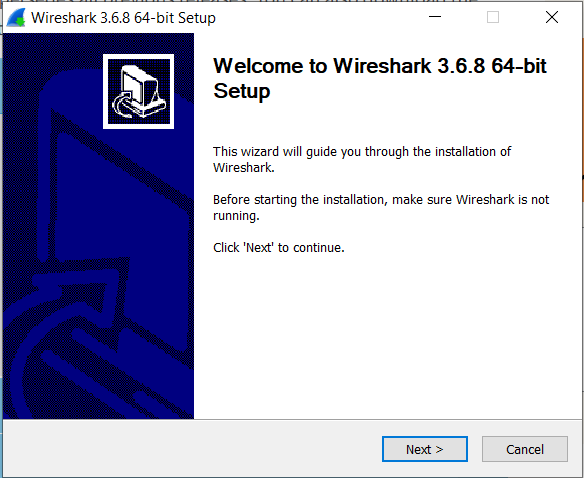 Wireshark 3.6.8 64-bit Setup
Welcome to Wireshark 3.6.8 64-bit
Setup
This wizard will guide you through the installation of
Wireshark.
Before starting the installation, make sure Wireshark is not
running.
Click 'Next' to continue.
Next >
Cancel